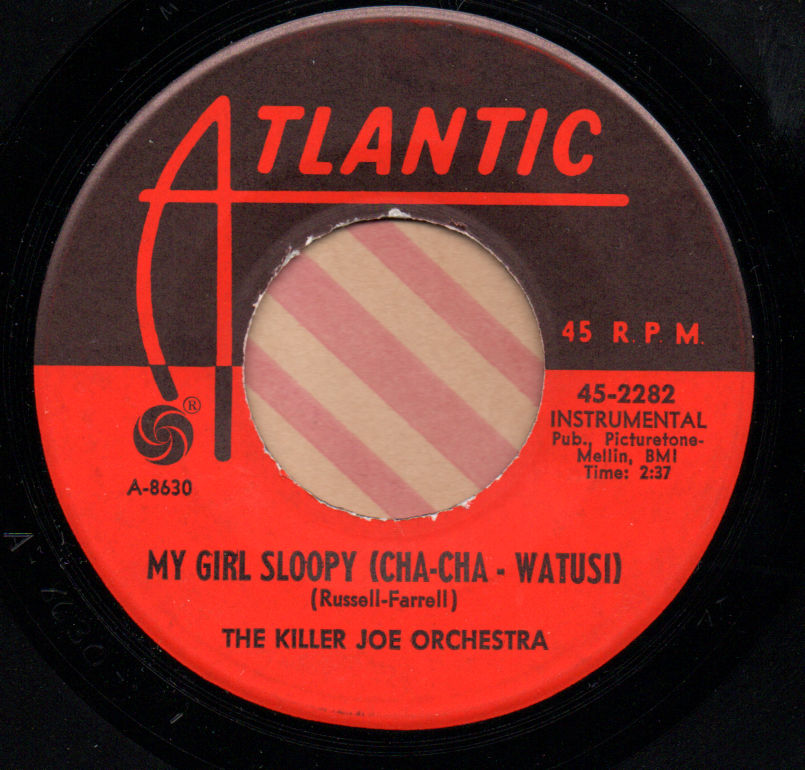 ATLANTIC
45 R.P.M.
45-2282
INSTRUMENTAL
Pub., Picturetone-
Mellin, BMI
Time: 2:37
®
A-8630
MY GIRL SLOOPY (CHA-CHA - WATUSI)
(Russell-Farrell)
THE KILLER JOE ORCHESTRA